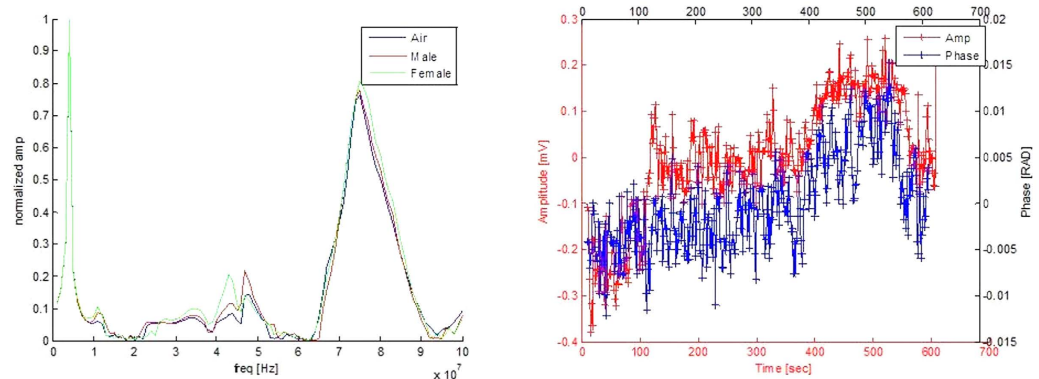 1
0.9
0.8
0.7
0.6
0.5
0.4
0.3
0.2
0.1
0
0 1 2 3 4 5 6 7 8 9 10
x 10^7
normalized amp
freq [Hz]
Air
Male
Female
0 100 200 300 400 500 600 700
0.3
0.2
0.1
0
-0.1
-0.2
-0.3
-0.4
Amplitude [mV]
Amp
Phase
0.02
0.015
0.01
0.005
0
-0.005
-0.01
-0.015
Phase [RAD]
0 100 200 300 400 500 600 700
Time [sec]